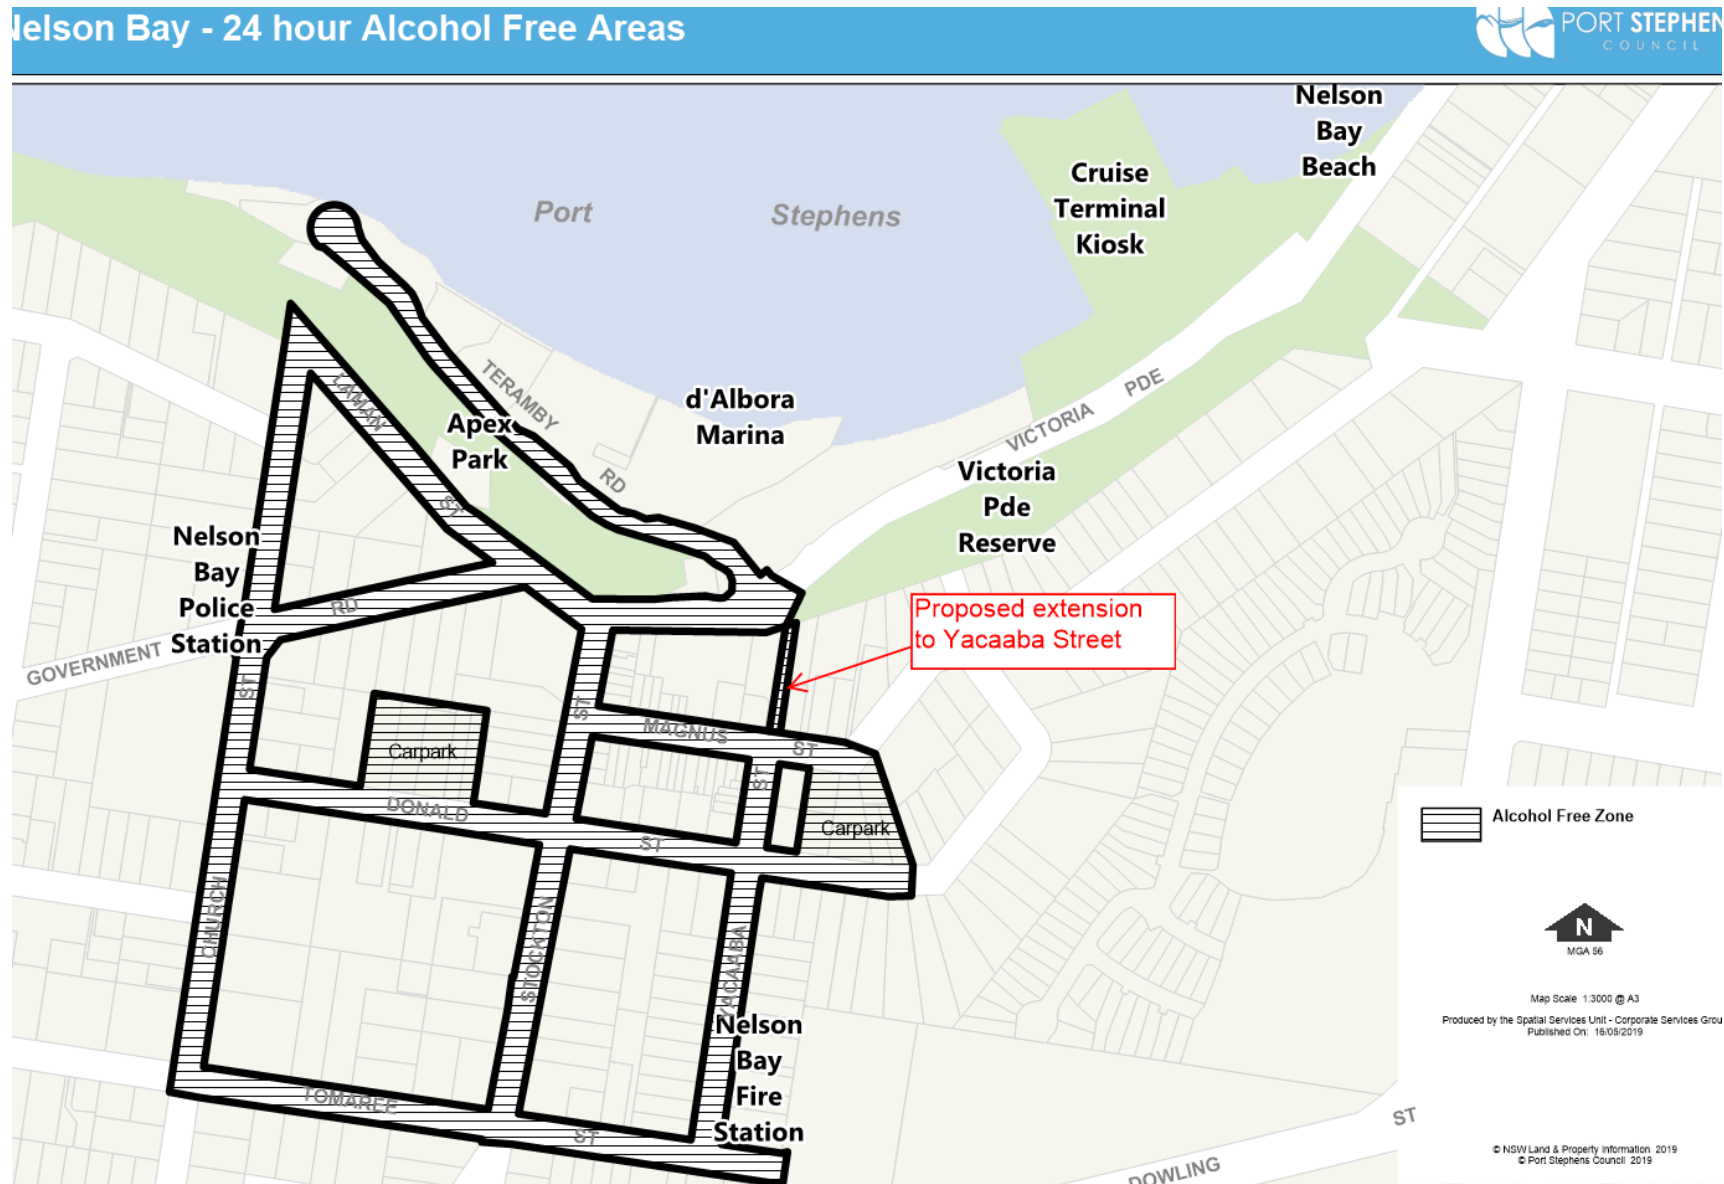 Nelson Bay - 24 hour Alcohol Free Areas
PORT STEPHEN
COUNCIL
Nelson
Bay
Beach
Cruise
Terminal
Kiosk
Port Stephens
TERAMBY
RD
LAMAN
ST
Apex
Park
d'Albora
Marina
VICTORIA PDE
Victoria
Pde
Reserve
Nelson
Bay
Police
Station
GOVERNMENT
RD
Proposed extension
to Yacaaba Street
ST
ST
MAGNUS
ST
Carpark
ST
DONALD
ST
Carpark
CHURCH
STOCKTON
YACAABA
Nelson
Bay
Fire
Station
TOMAREE
ST
DOWLING
ST
Alcohol Free Zone
N
MGA 56
Map Scale 1:3000 @ A3
Produced by the Spatial Services Unit - Corporate Services Grou
Published On: 16/05/2019
© NSW Land & Property Information 2019
© Port Stephens Council 2019